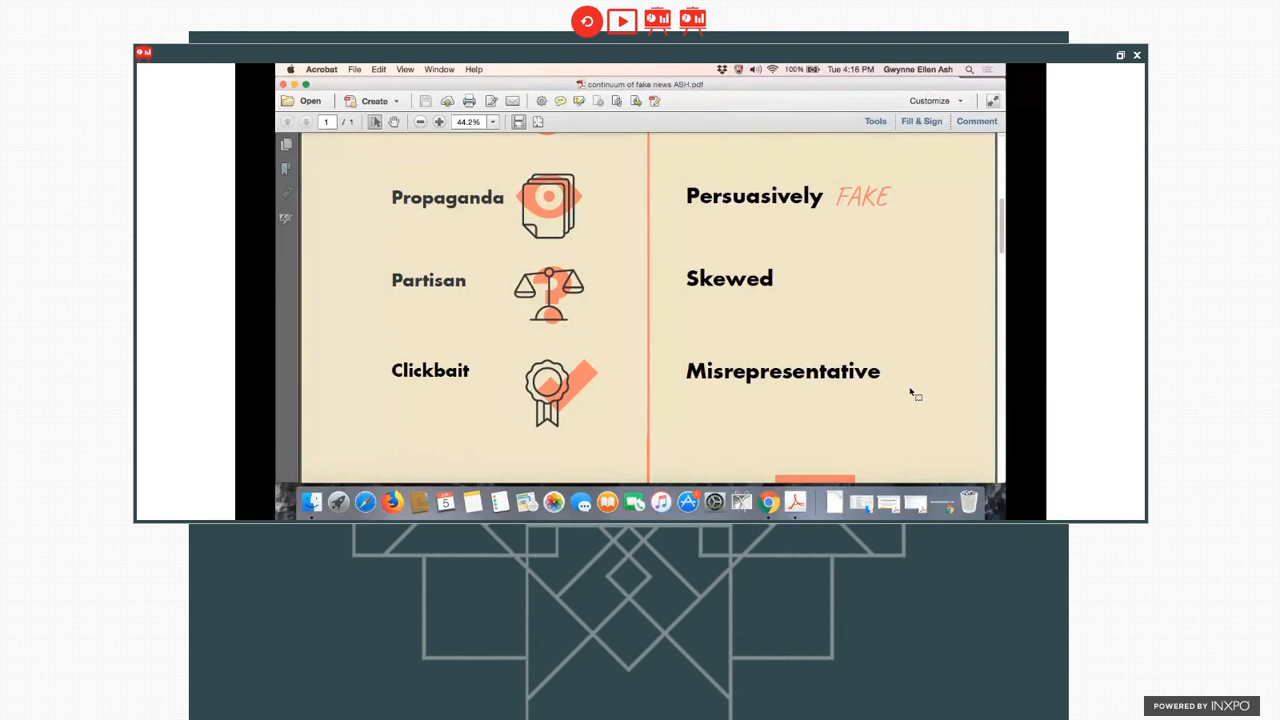 Acrobat File Edit View Window Help 100% Tue 4:16 PM Gwynne Ellen Ash
continuum of fake news ASH.pdf
Open Create Customize
1 / 1 44.2% Tools Fill & Sign Comment
Propaganda Persuasively FAKE
Partisan Skewed
Clickbait Misrepresentative
5
POWERED BY INXPO